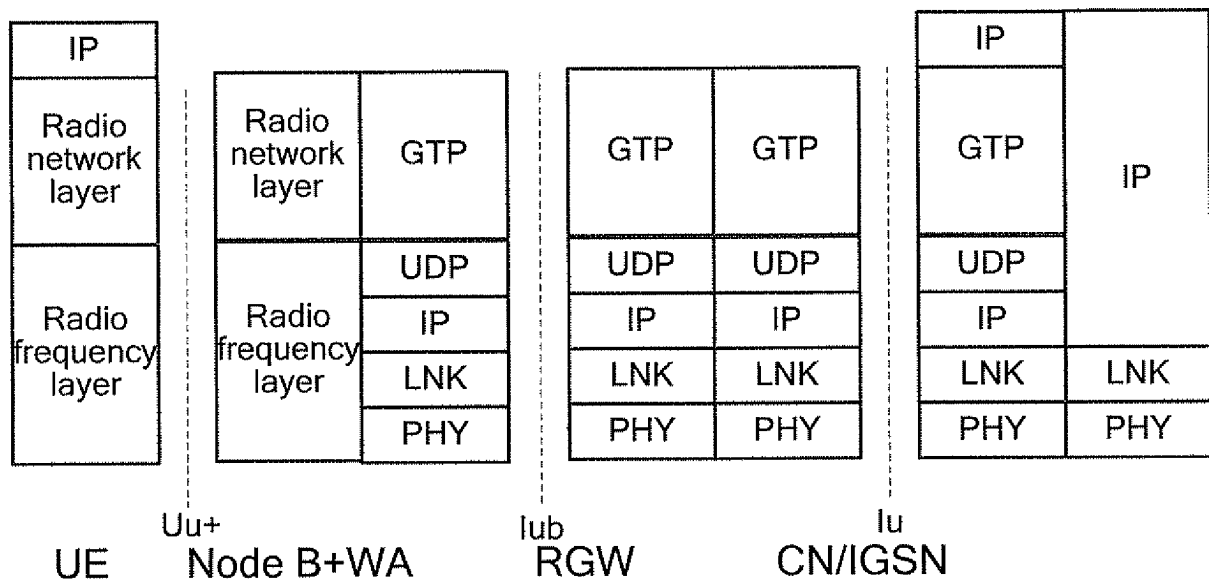 IP
Radio
network
layer
Radio
frequency
layer
Radio
network
layer
Radio
frequency
layer
GTP
UDP
IP
LNK
PHY
GTP
UDP
IP
LNK
PHY
GTP
UDP
IP
LNK
PHY
IP
GTP
UDP
IP
LNK
PHY
IP
LNK
PHY
Uu+
Iub
Iu
UE
Node B+WA
RGW
CN/IGSN